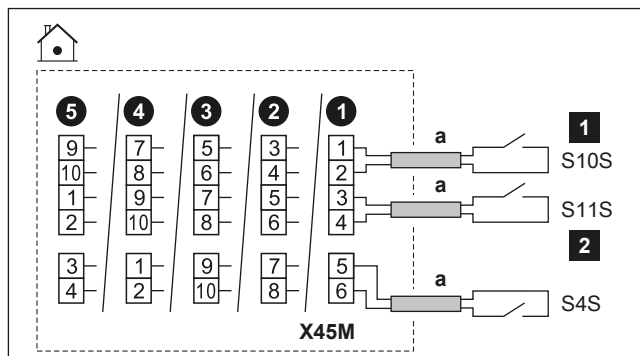 5 4 3 2 1
9 7 5 3 1 a 1
10 8 6 4 2 S10S
1 9 7 5 3 a S11S
2 10 8 6 4 2
3 1 9 7 5 a
4 2 10 8 6 S4S
X45M